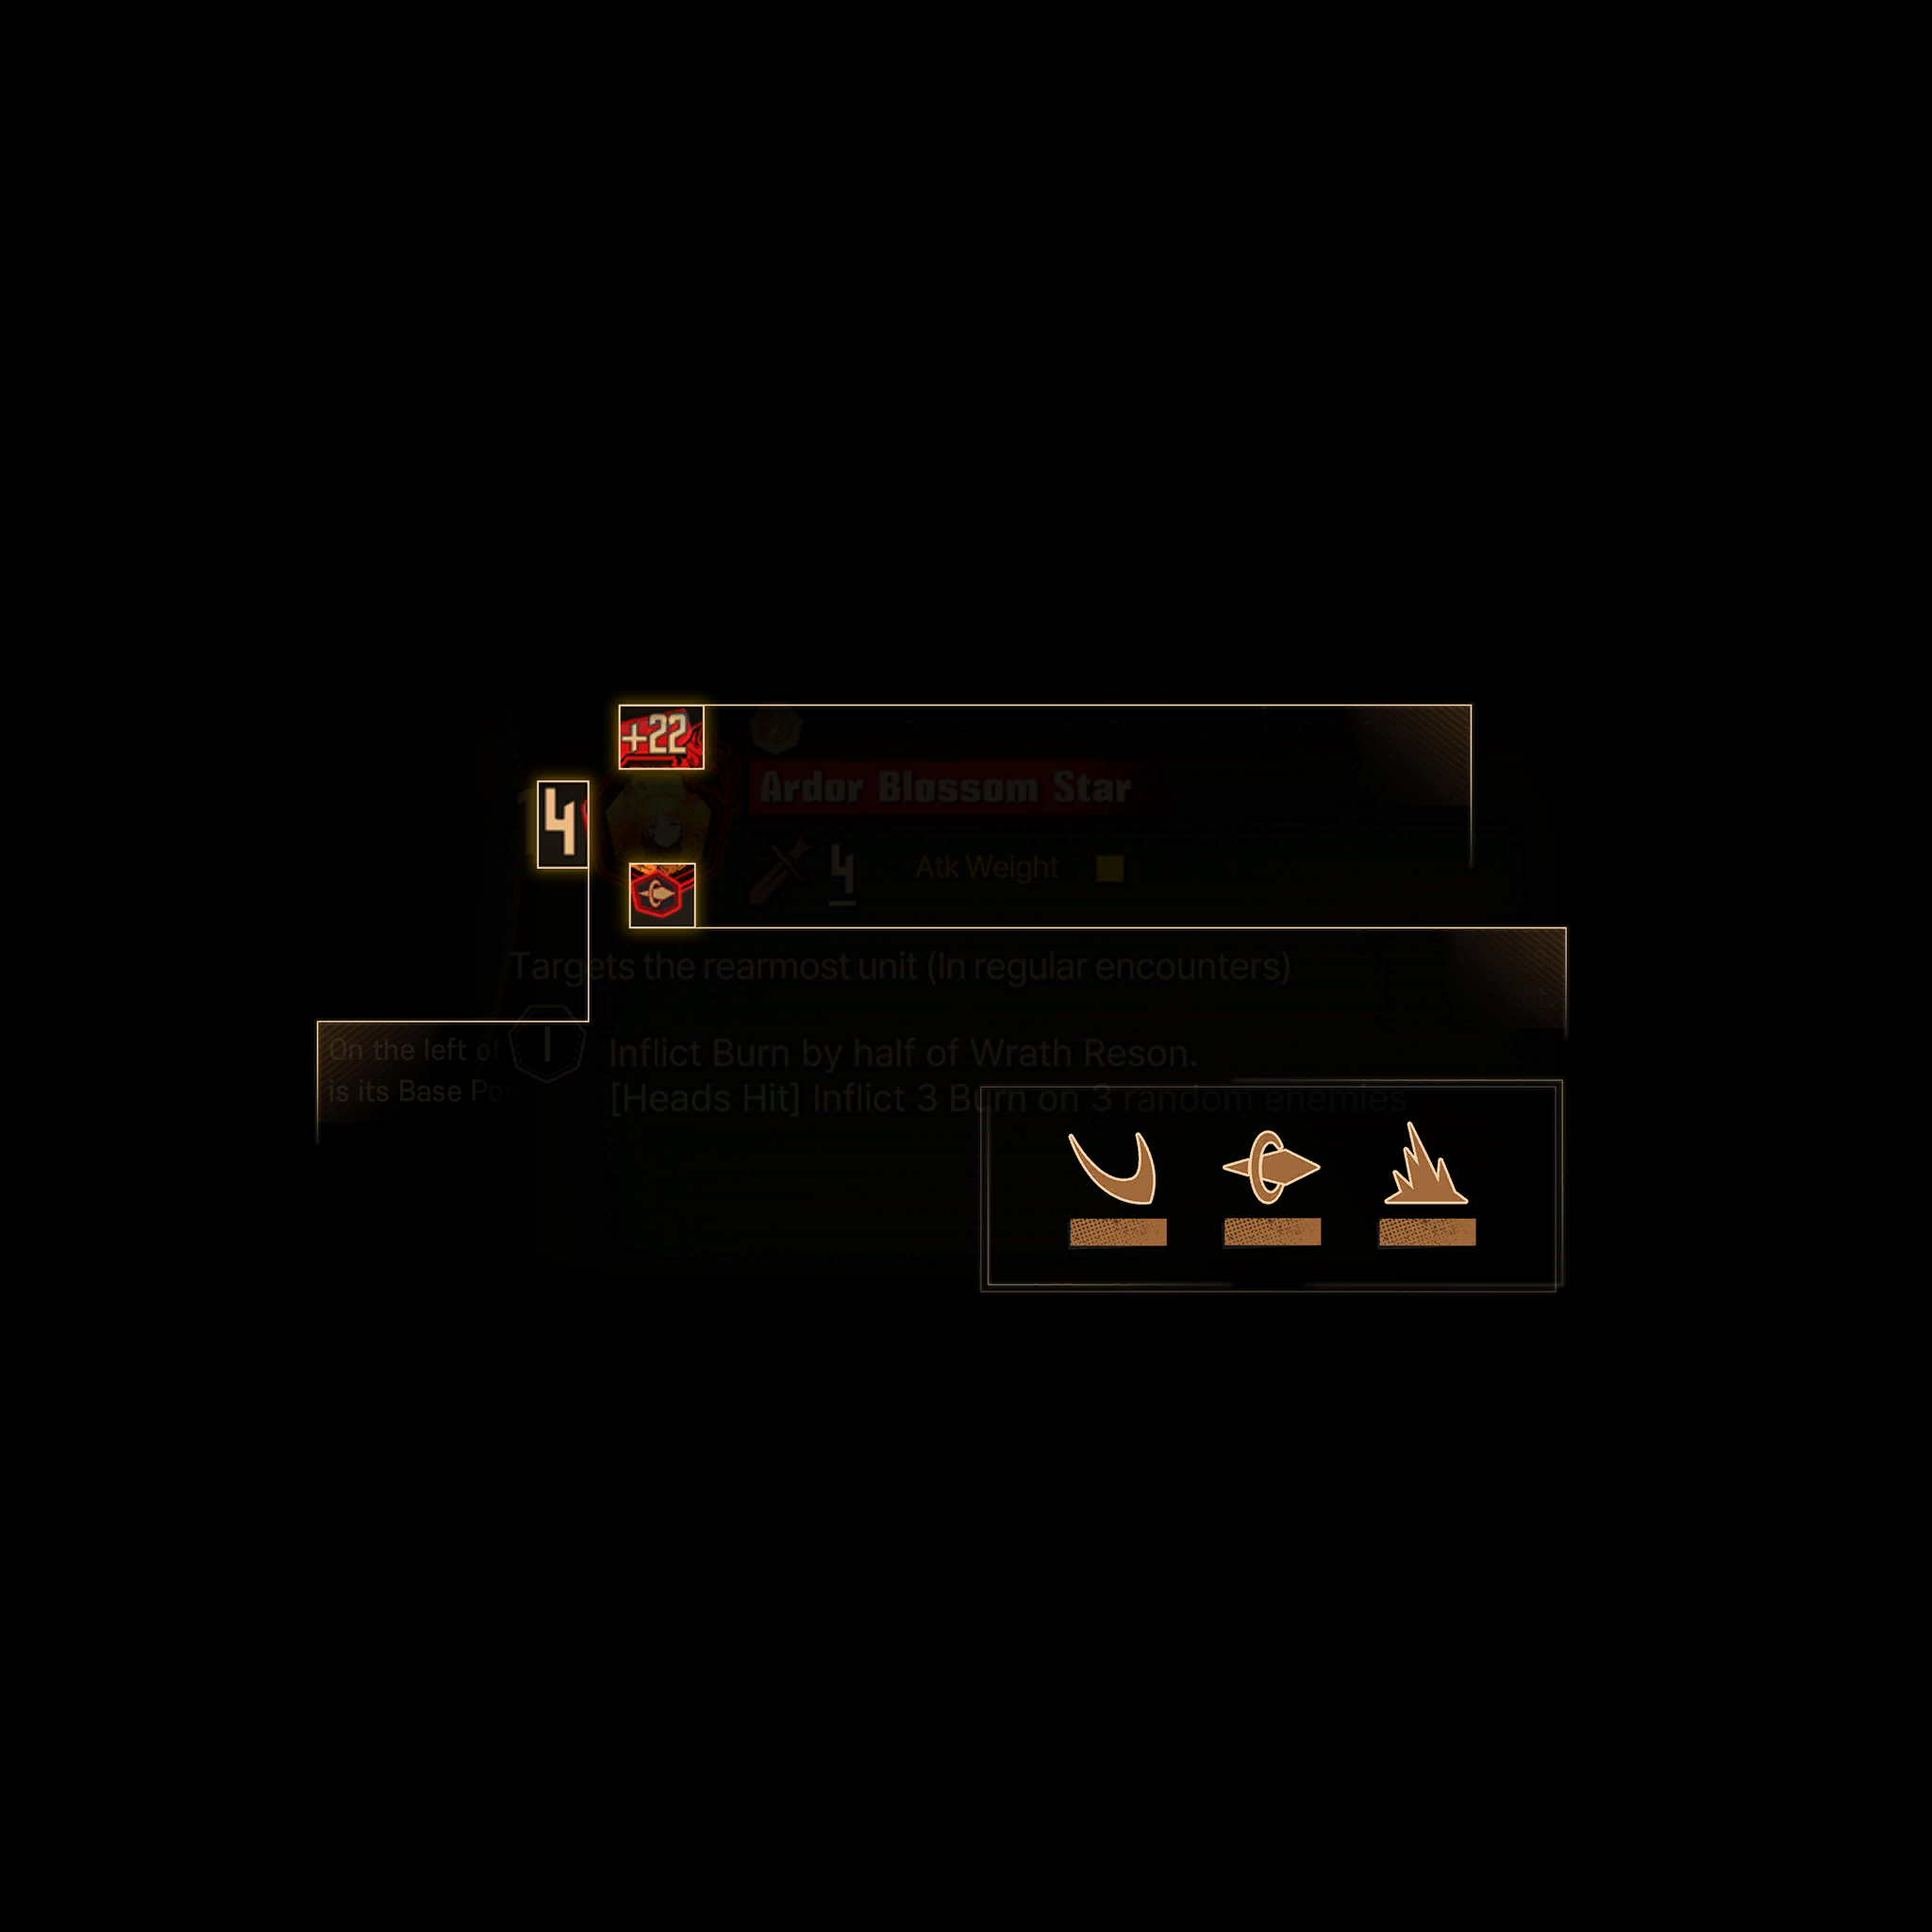 +22
Ardor Blossom Star
4
4
Atk Weight
Targets the rearmost unit (In regular encounters)
On the left of
is its Base
I
Inflict Burn by half of Wrath Reson.
[Heads Hit] Inflict 3 Burn on 3 random enemies